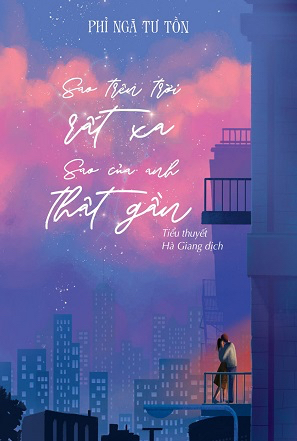 PHỈ NGÃ TƯ TỒN
Sao trên trời
rất xa
Sao của anh
thật gần
Tiểu thuyết
Hà Giang dịch